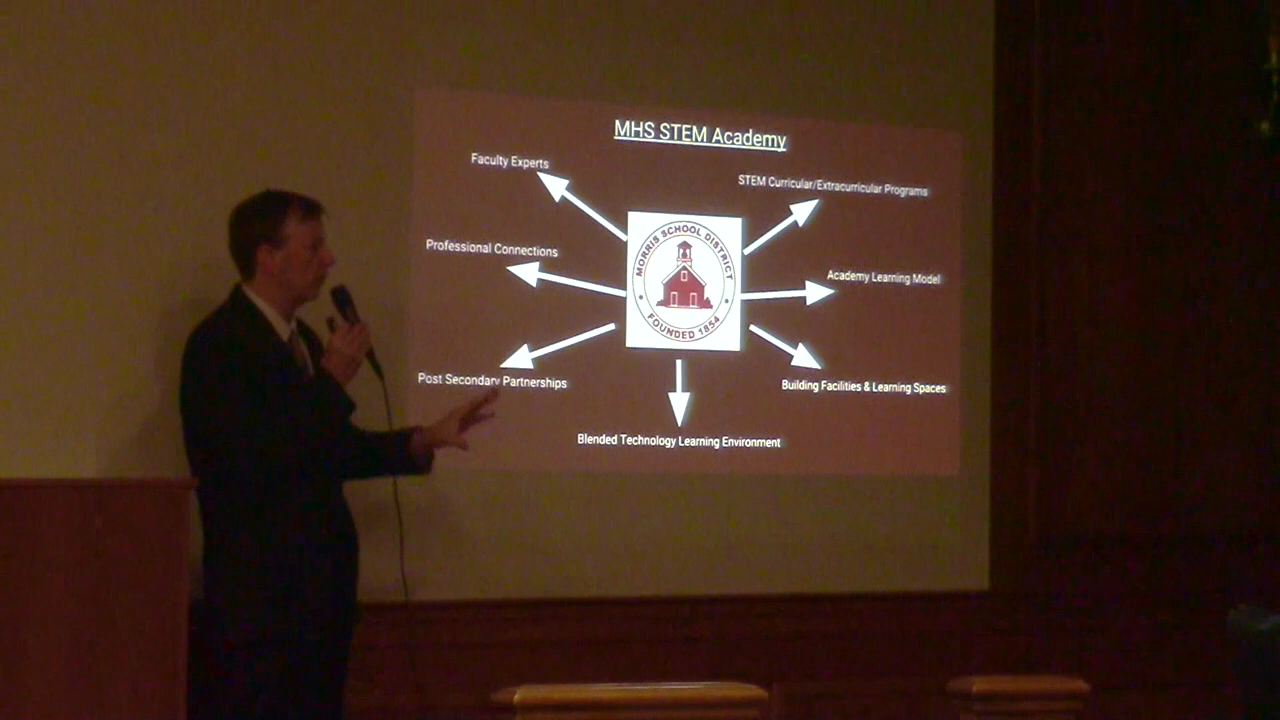 MHS STEM Academy
Faculty Experts
STEM Curricular/Extracurricular Programs
Professional Connections
MORRIS SCHOOL DISTRICT
FOUNDED 1854
Academy Learning Model
Post Secondary Partnerships
Building Facilities & Learning Spaces
Blended Technology Learning Environment